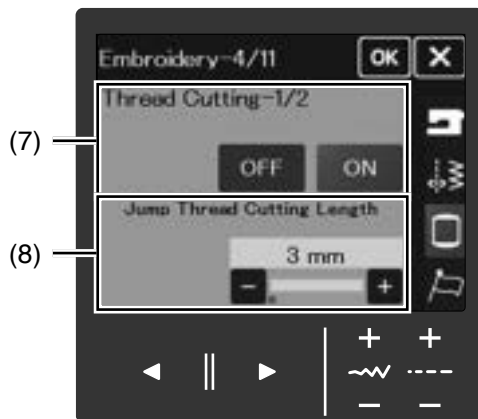 Embroidery-4/11 OK X
Thread Cutting-1/2
(7)
OFF ON
Jump Thread Cutting Length
(8)
3 mm
- +
+ +
- -